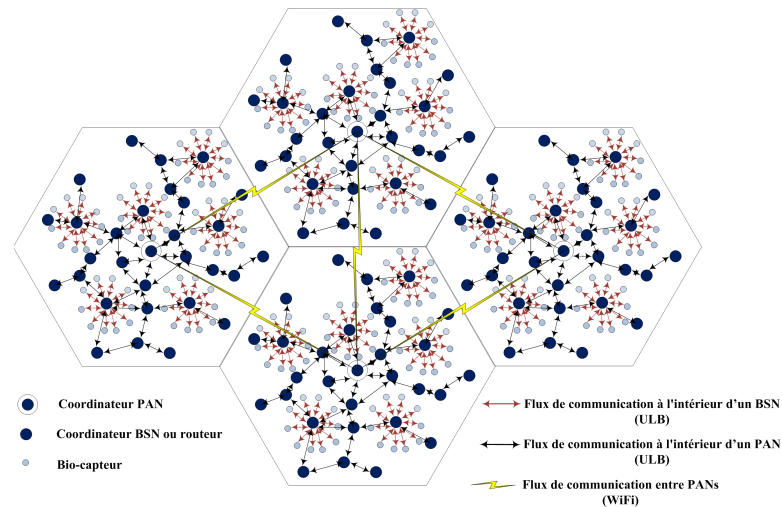 Coordinateur PAN
Coordinateur BSN ou routeur
Bio-capteur
Flux de communication à l'intérieur d'un BSN
(ULB)
Flux de communication à l'intérieur d'un PAN
(ULB)
Flux de communication entre PANs
(WiFi)